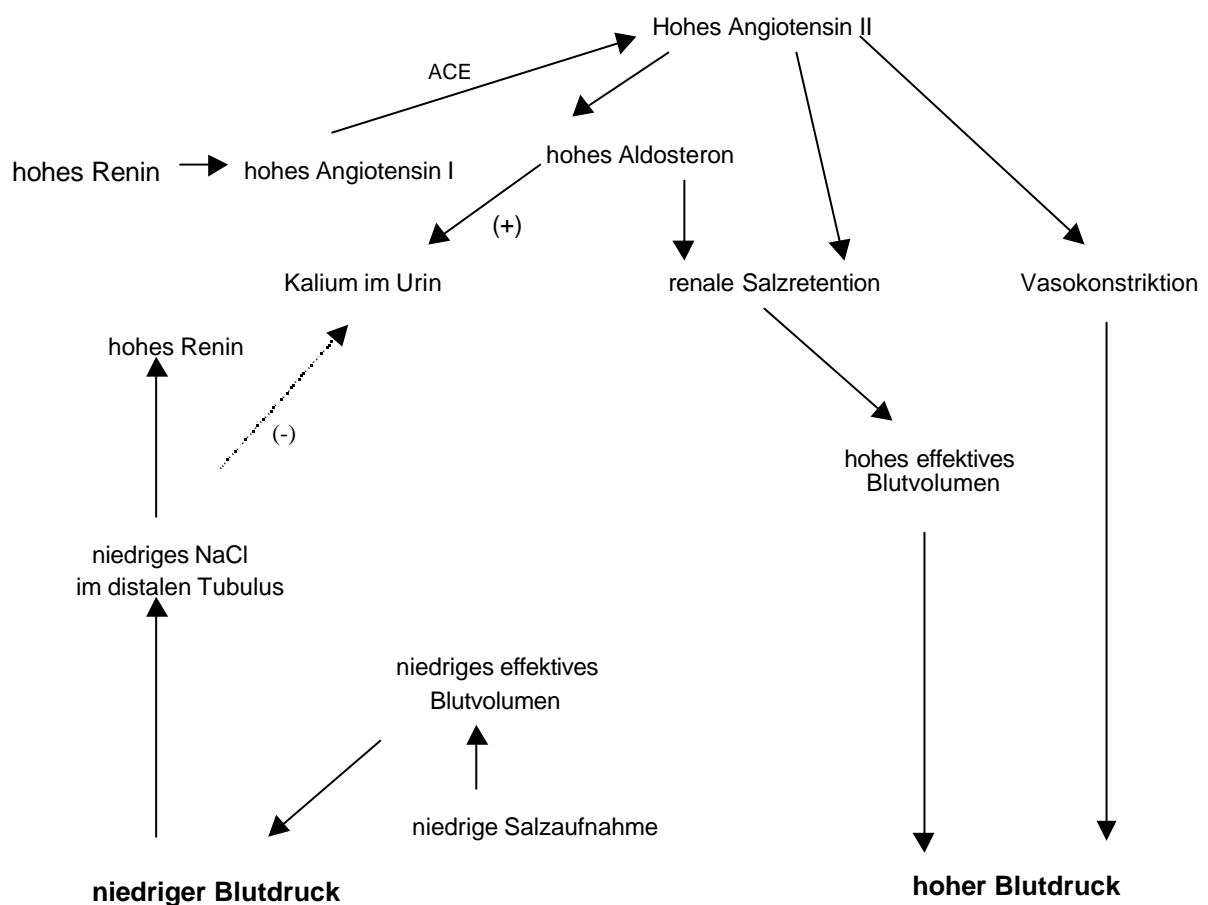 Hohes Angiotensin II
ACE
hohes Renin
hohes Angiotensin I
hohes Aldosteron
(+)
Kalium im Urin
renale Salzretention
Vasokonstriktion
hohes Renin
(-)
hohes effektives
Blutvolumen
niedriges NaCl
im distalen Tubulus
niedriges effektives
Blutvolumen
niedrige Salzaufnahme
niedriger Blutdruck
hoher Blutdruck